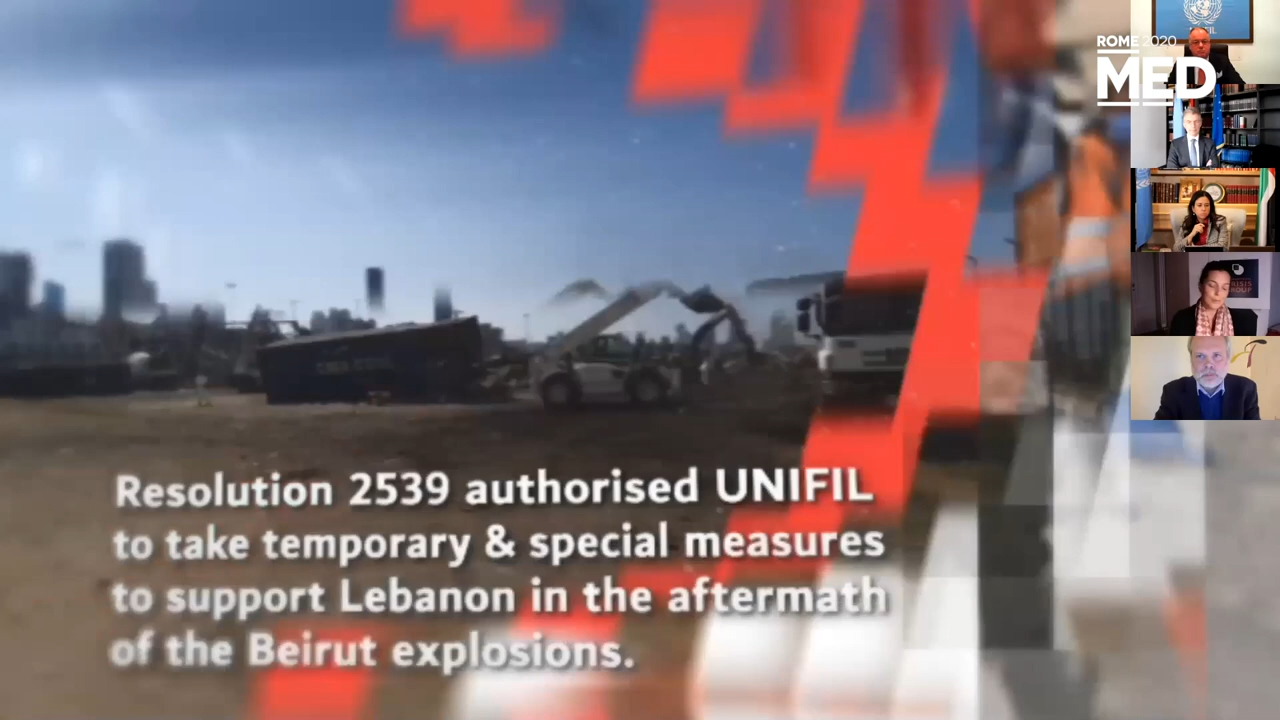 ROME 2020
MED
Resolution 2539 authorised UNIFIL
to take temporary & special measures
to support Lebanon in the aftermath
of the Beirut explosions.